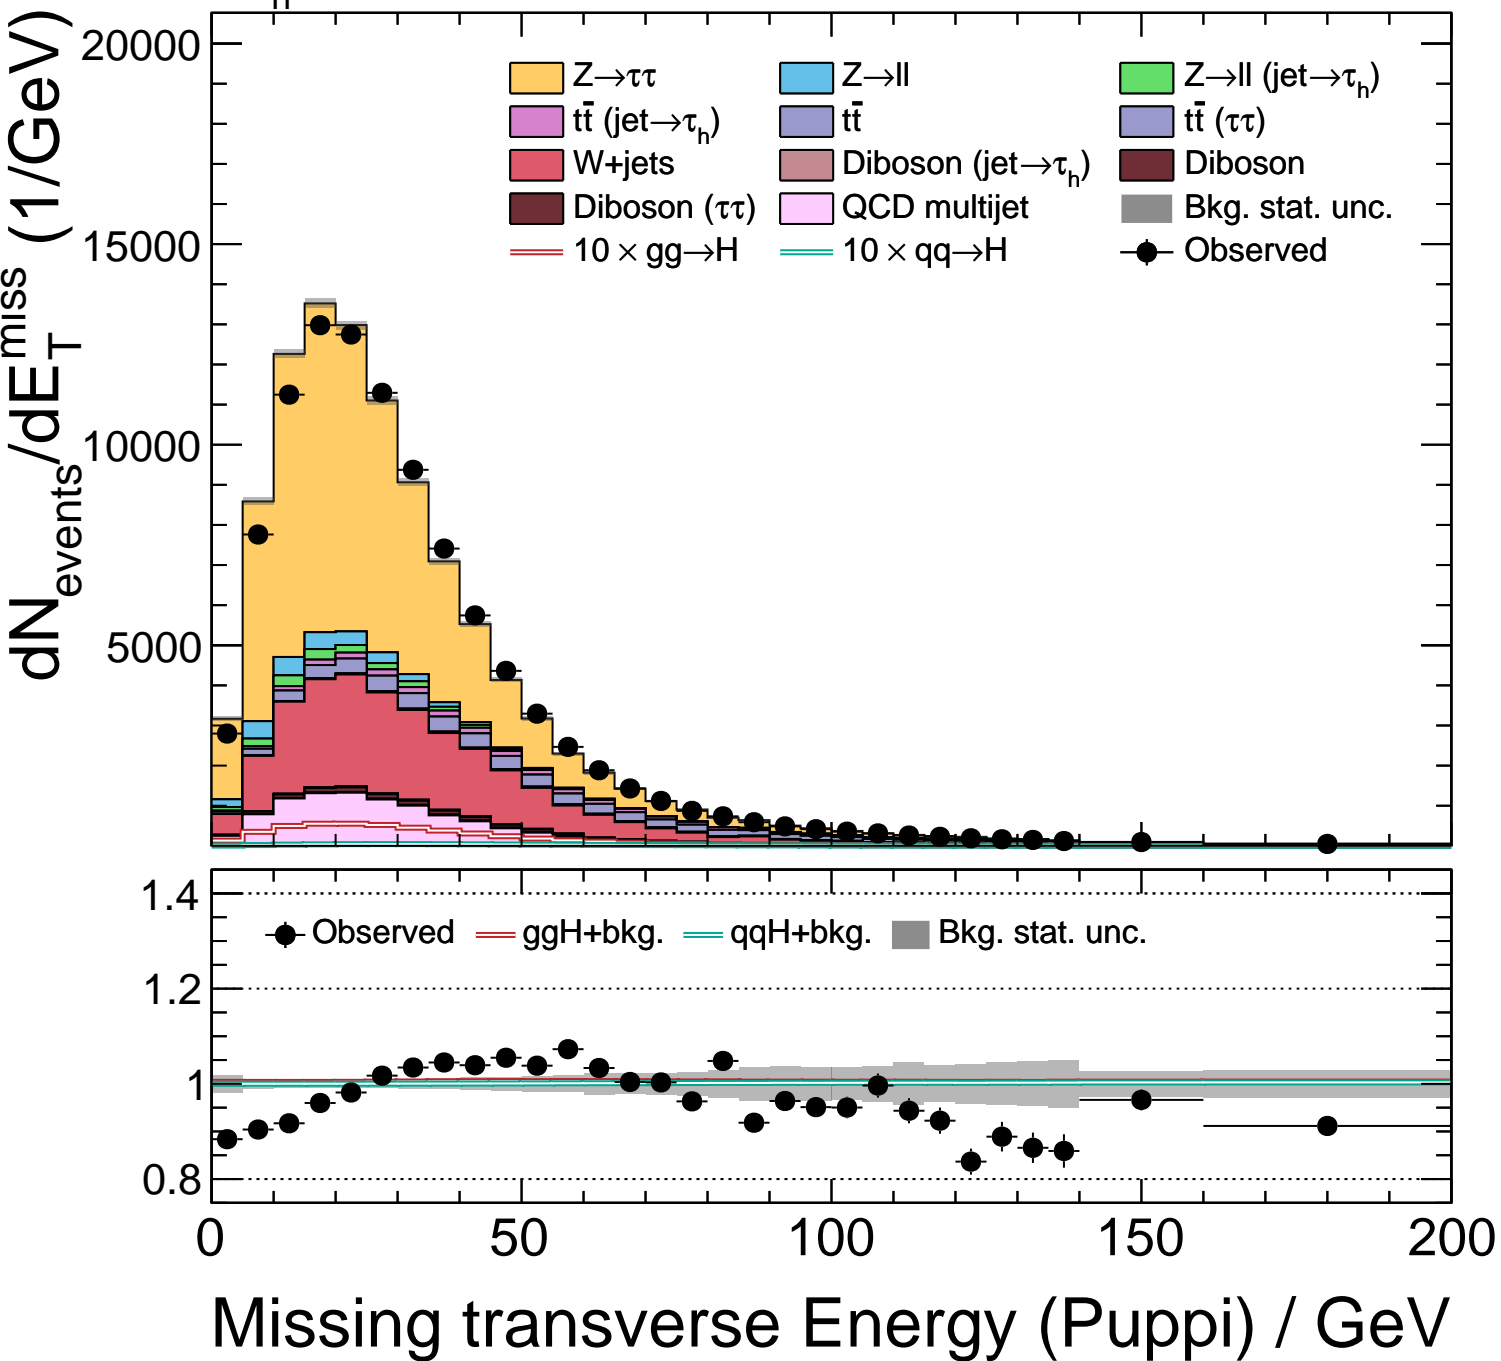 h
dN_events/dE_T^miss (1/GeV)
20000
15000
10000
5000
Z→ττ
Z→ll
Z→ll (jet→τ_h)
tt̄ (jet→τ_h)
tt̄
tt̄ (ττ)
W+jets
Diboson (jet→τ_h)
Diboson
Diboson (ττ)
QCD multijet
Bkg. stat. unc.
10 × gg→H
10 × qq→H
Observed
1.4
1.2
1
0.8
Observed
ggH+bkg.
qqH+bkg.
Bkg. stat. unc.
0 50 100 150 200
Missing transverse Energy (Puppi) / GeV